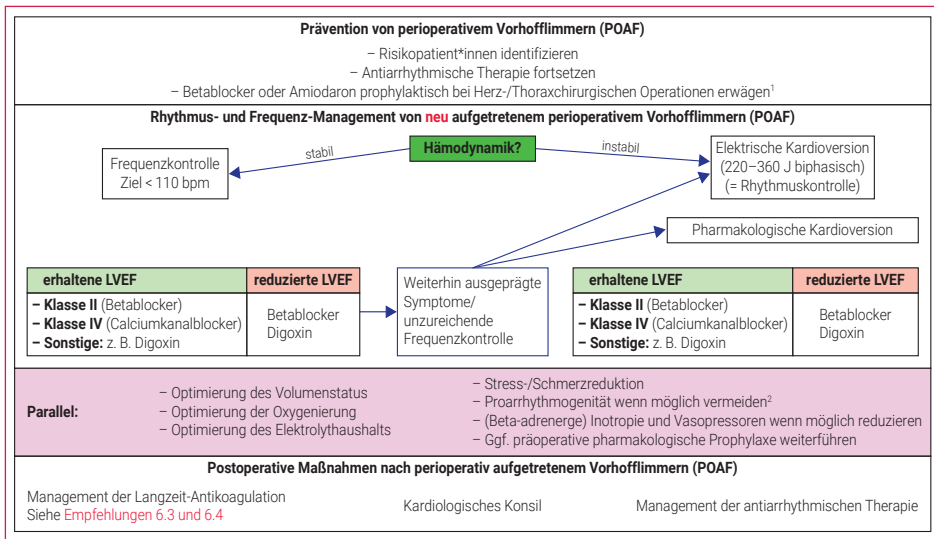 Prävention von perioperativem Vorhofflimmern (POAF)
– Risikopatient*innen identifizieren
– Antiarrhythmische Therapie fortsetzen
– Betablocker oder Amiodaron prophylaktisch bei Herz-/Thoraxchirurgischen Operationen erwägen¹
Rhythmus- und Frequenz-Management von neu aufgetretenem perioperativem Vorhofflimmern (POAF)
Hämodynamik?
stabil
instabil
Frequenzkontrolle
Ziel < 110 bpm
Elektrische Kardioversion
(220–360 J biphasisch)
(= Rhythmuskontrolle)
Pharmakologische Kardioversion
erhaltene LVEF
reduzierte LVEF
– Klasse II (Betablocker)
– Klasse IV (Calciumkanalblocker)
– Sonstige: z. B. Digoxin
Betablocker
Digoxin
Weiterhin ausgeprägte
Symptome/
unzureichende
Frequenzkontrolle
erhaltene LVEF
reduzierte LVEF
– Klasse II (Betablocker)
– Klasse IV (Calciumkanalblocker)
– Sonstige: z. B. Digoxin
Betablocker
Digoxin
Parallel:
– Optimierung des Volumenstatus
– Optimierung der Oxygenierung
– Optimierung des Elektrolythaushalts
– Stress-/Schmerzreduktion
– Proarrhythmogenität wenn möglich vermeiden²
– (Beta-adrenerge) Inotropie und Vasopressoren wenn möglich reduzieren
– Ggf. präoperative pharmakologische Prophylaxe weiterführen
Postoperative Maßnahmen nach perioperativ aufgetretenem Vorhofflimmern (POAF)
Management der Langzeit-Antikoagulation
Siehe Empfehlungen 6.3 und 6.4
Kardiologisches Konsil
Management der antiarrhythmischen Therapie